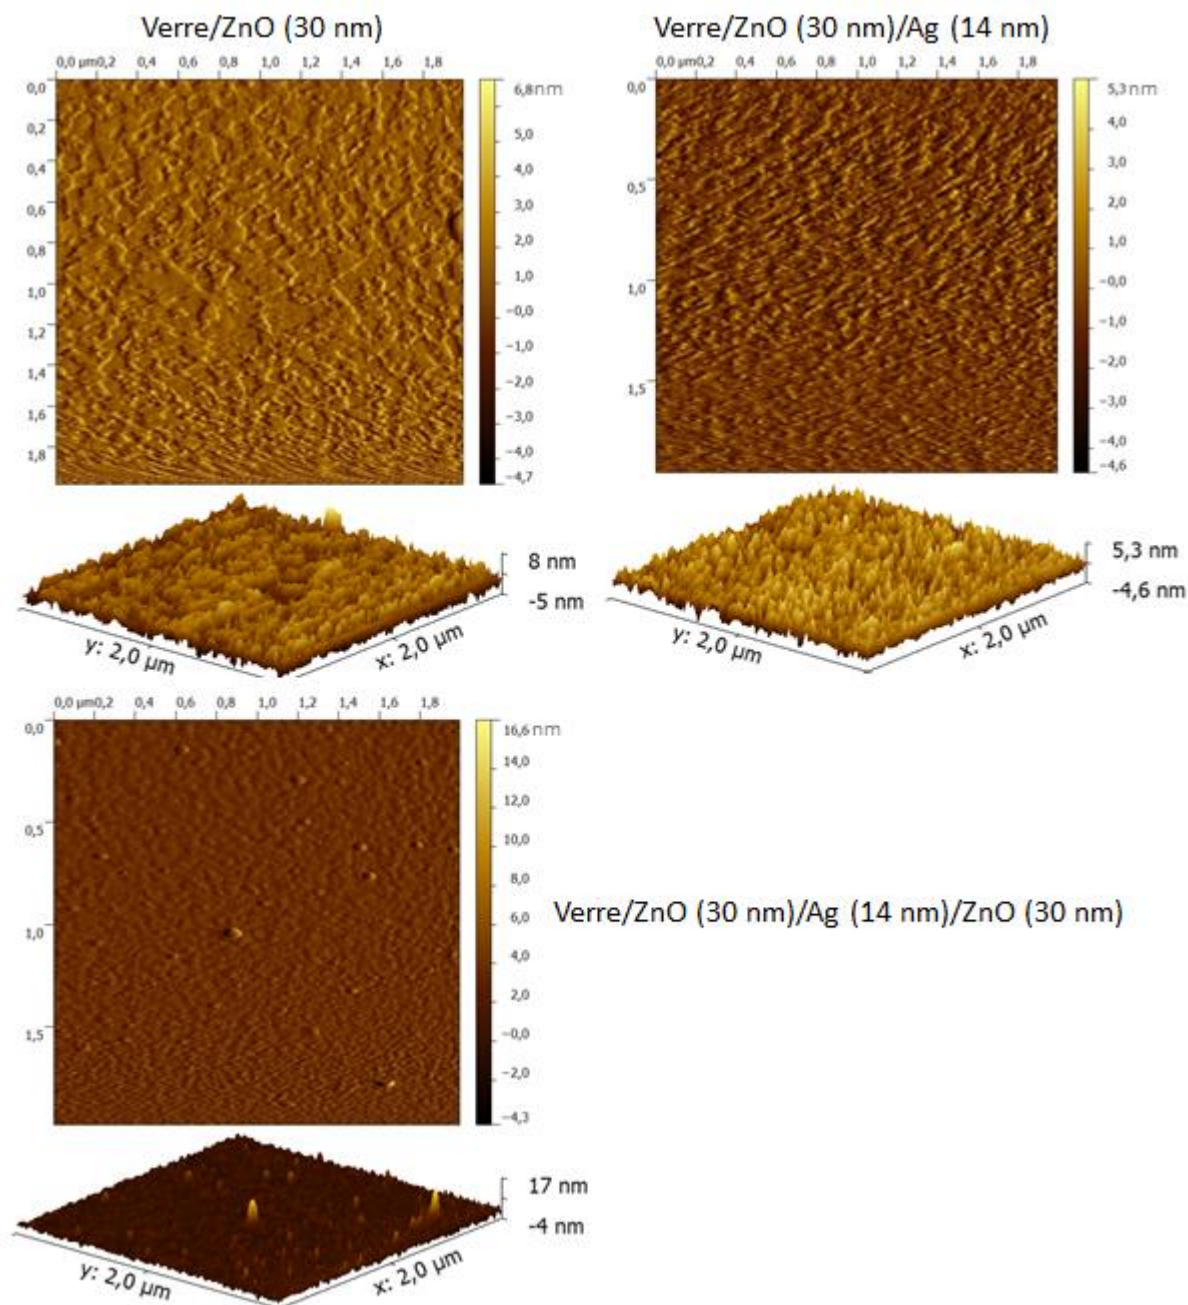 Verre/ZnO (30 nm)
0,0 µm0,2 0,4 0,6 0,8 1,0 1,2 1,4 1,6 1,8
0,0
0,2
0,4
0,6
0,8
1,0
1,2
1,4
1,6
1,8
6,8nm
5,0
4,0
3,0
2,0
1,0
−0,0
−1,0
−2,0
−3,0
−4,0
−4,7
8 nm
-5 nm
y: 2,0 µm
x: 2,0 µm
Verre/ZnO (30 nm)/Ag (14 nm)
0,0 µm0,2 0,4 0,6 0,8 1,0 1,2 1,4 1,6 1,8
0,0
0,5
1,0
1,5
5,3 nm
4,0
3,0
2,0
1,0
−0,0
−1,0
−2,0
−3,0
−4,0
−4,6
5,3 nm
-4,6 nm
y: 2,0 µm
x: 2,0 µm
0,0 µm0,2 0,4 0,6 0,8 1,0 1,2 1,4 1,6 1,8
0,0
0,5
1,0
1,5
16,6nm
14,0
12,0
10,0
8,0
6,0
4,0
2,0
−0,0
−2,0
−4,3
Verre/ZnO (30 nm)/Ag (14 nm)/ZnO (30 nm)
17 nm
-4 nm
y: 2,0 µm
x: 2,0 µm